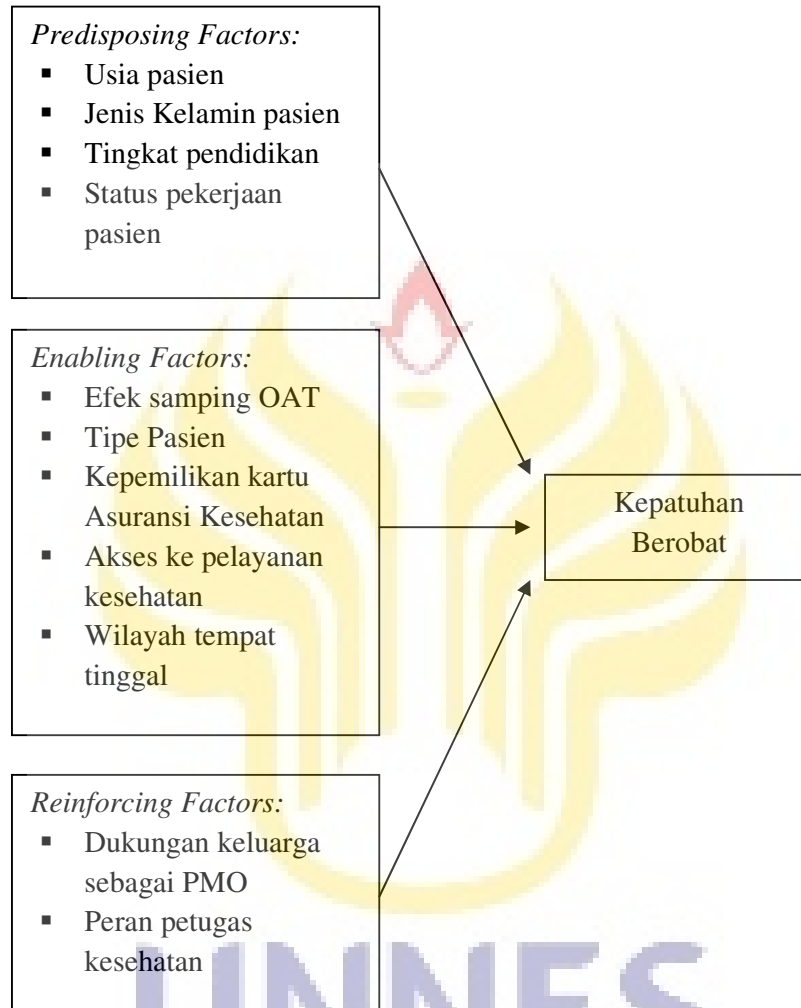 Predisposing Factors:
▪ Usia pasien
▪ Jenis Kelamin pasien
▪ Tingkat pendidikan
▪ Status pekerjaan
pasien
Enabling Factors:
▪ Efek samping OAT
▪ Tipe Pasien
▪ Kepemilikan kartu
Asuransi Kesehatan
▪ Akses ke pelayanan
kesehatan
▪ Wilayah tempat
tinggal
Kepatuhan
Berobat
Reinforcing Factors:
▪ Dukungan keluarga
sebagai PMO
▪ Peran petugas
kesehatan
UNNES